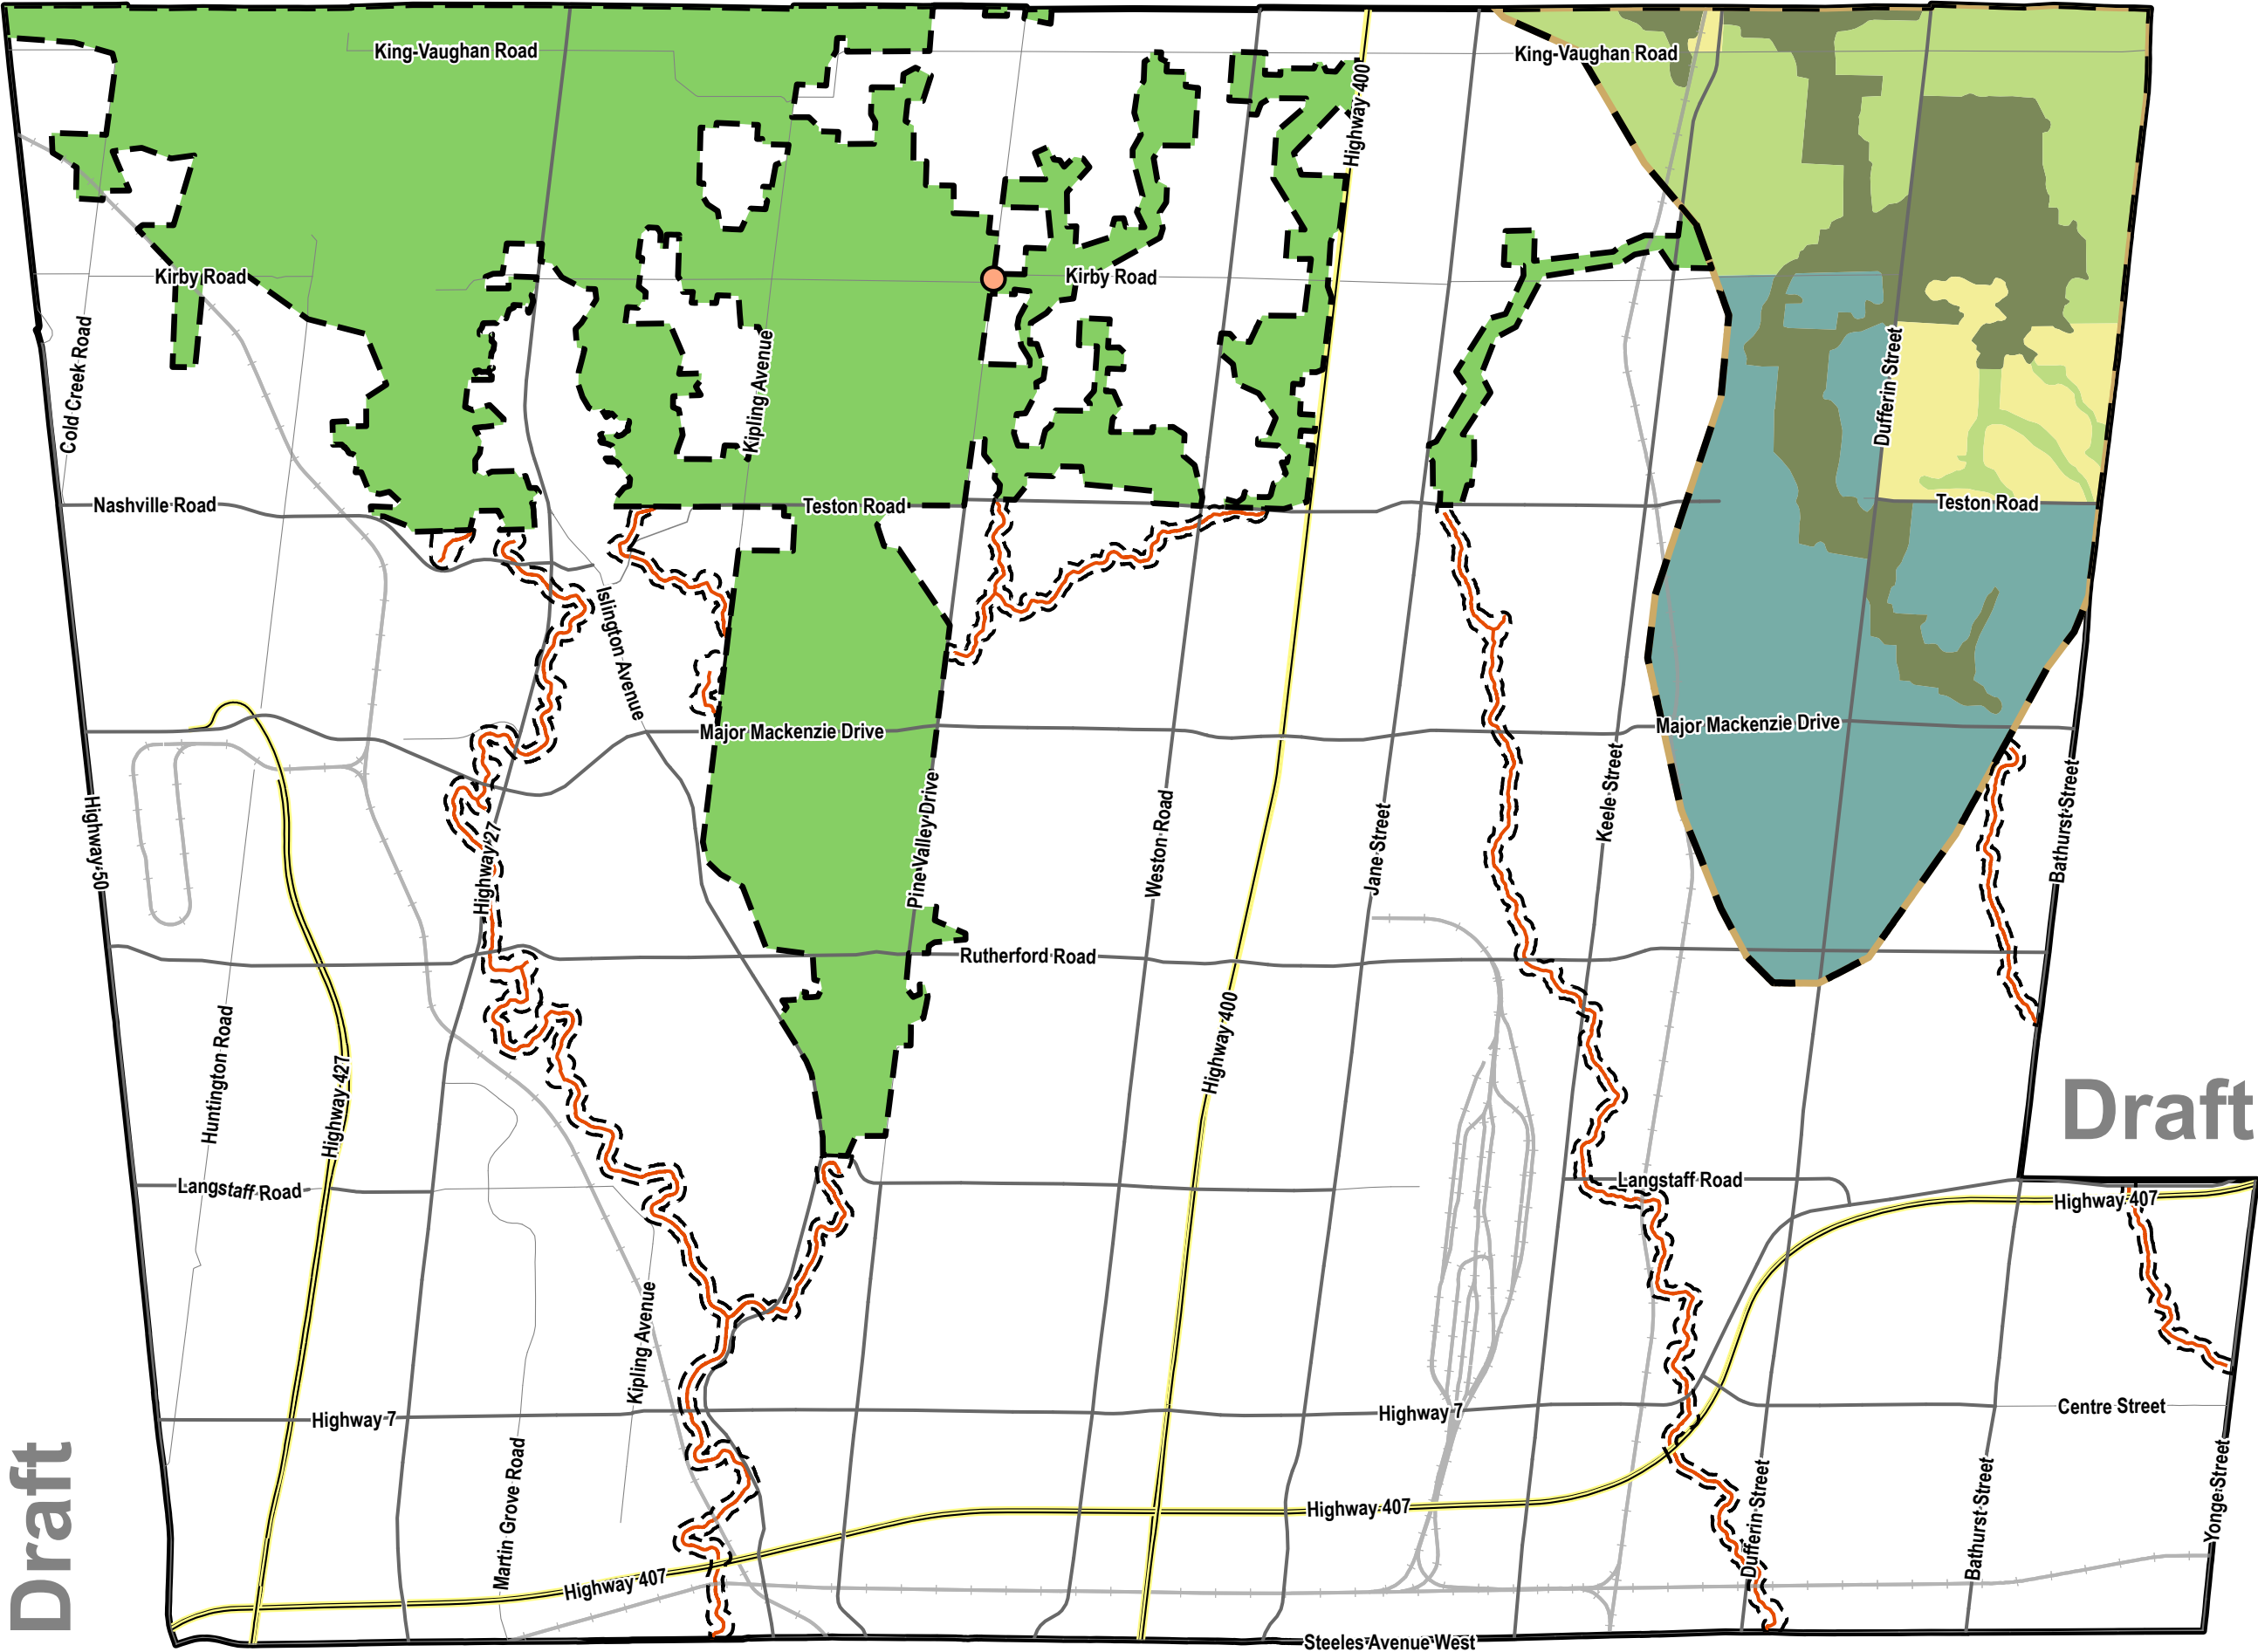 King-Vaughan Road
King-Vaughan Road
Highway 400
Kirby Road
Kirby Road
Cold Creek Road
Kipling Avenue
Dufferin Street
Nashville Road
Teston Road
Teston Road
Islington Avenue
Major Mackenzie Drive
Major Mackenzie Drive
Highway 50
Highway 27
Pine Valley Drive
Weston Road
Jane Street
Keele Street
Bathurst Street
Rutherford Road
Huntington Road
Highway 427
Highway 400
Draft
Langstaff Road
Langstaff Road
Highway 407
Kipling Avenue
Highway 7
Highway 7
Centre Street
Draft
Martin Grove Road
Highway 407
Highway 407
Dufferin Street
Bathurst Street
Yonge Street
Steeles Avenue West